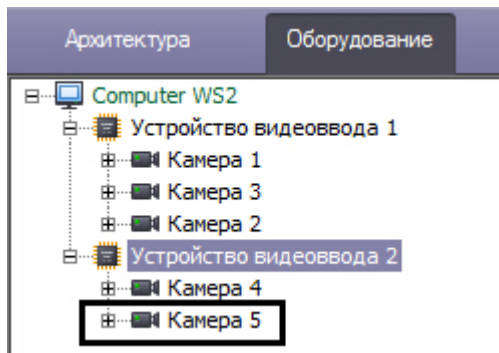 Архитектура Оборудование
Computer WS2
Устройство видеоввода 1
Камера 1
Камера 3
Камера 2
Устройство видеоввода 2
Камера 4
Камера 5